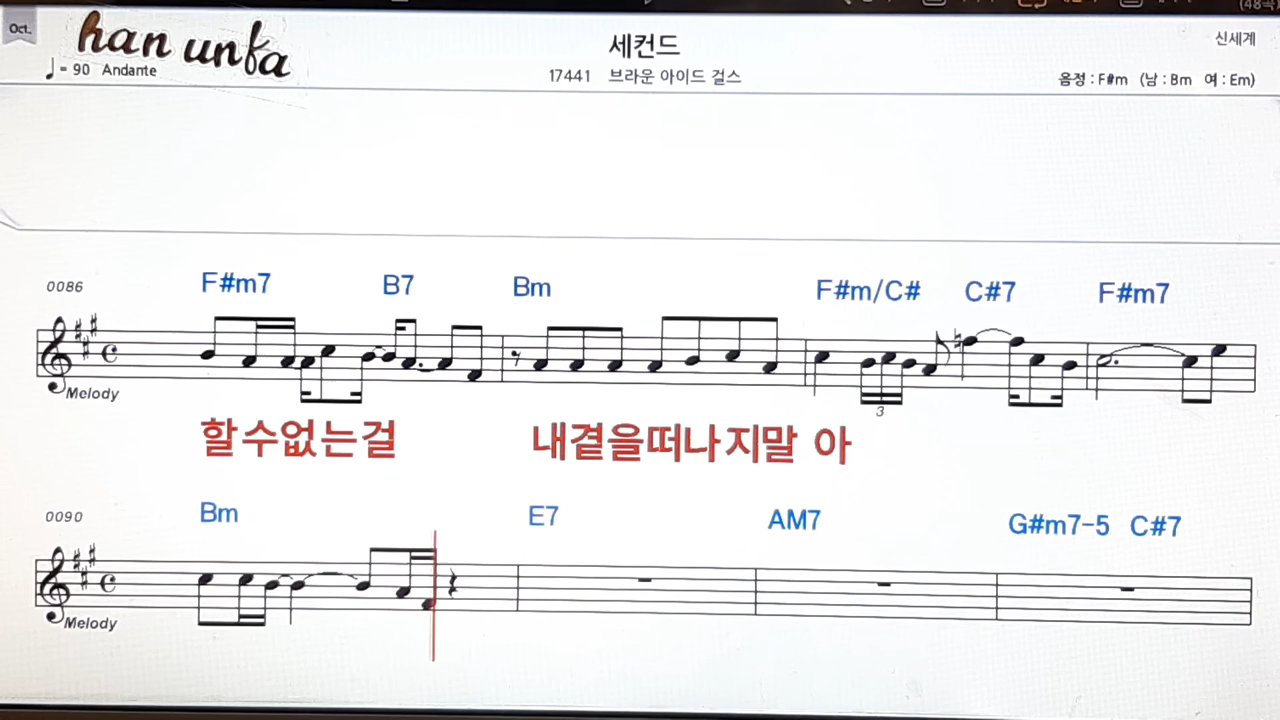 Oct.
han unfa
세컨드
신세계
♩= 90 Andante
17441 브라운 아이드 걸스
음정 : F#m (남 : Bm 여 : Em)
0086
F#m7 B7 Bm F#m/C# C#7 F#m7
Melody
3
할수없는걸 내곁을떠나지말 아
0090
Bm E7 AM7 G#m7-5 C#7
Melody